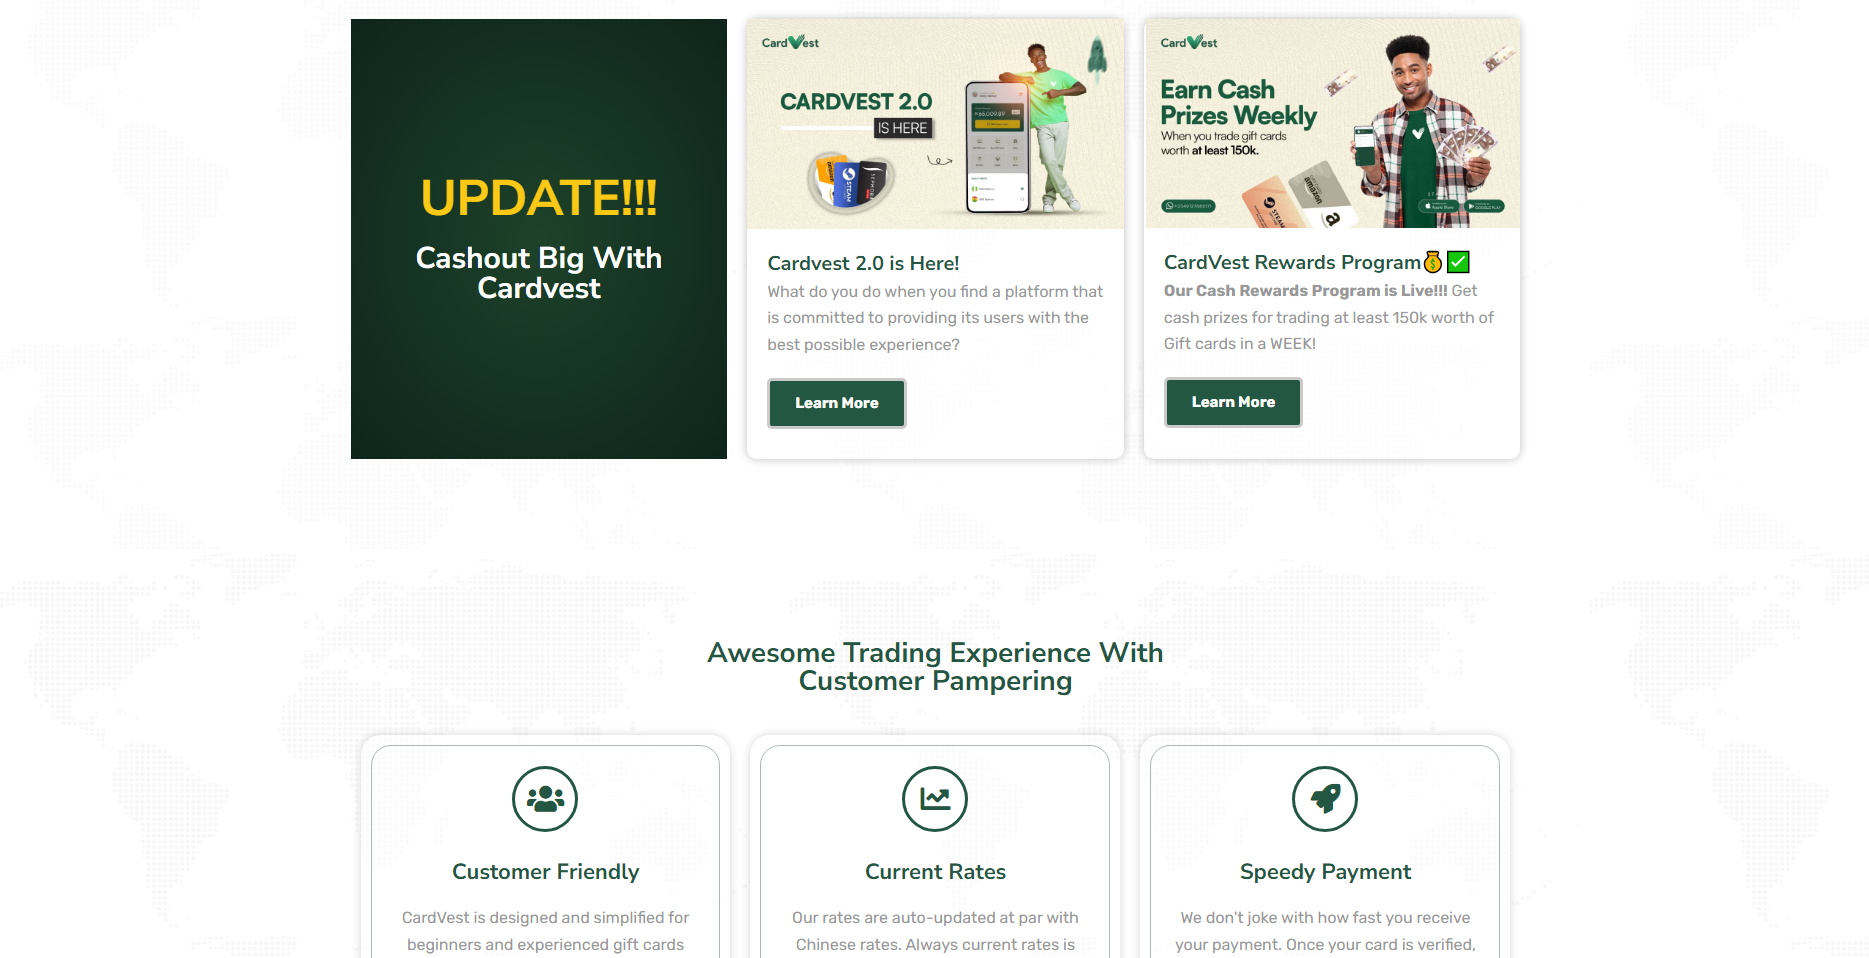 UPDATE!!!
Cashout Big With
Cardvest
CardVest
CARDVEST 2.0
IS HERE
STEAM
SEPHORA
Cardvest 2.0 is Here!
What do you do when you find a platform that
is committed to providing its users with the
best possible experience?
Learn More
CardVest
Earn Cash
Prizes Weekly
When you trade gift cards
worth at least 150k.
STEAM
amazon
a
CardVest Rewards Program💰✅
Our Cash Rewards Program is Live!!! Get
cash prizes for trading at least 150k worth of
Gift cards in a WEEK!
Learn More
Awesome Trading Experience With
Customer Pampering
Customer Friendly
CardVest is designed and simplified for
beginners and experienced gift cards
Current Rates
Our rates are auto-updated at par with
Chinese rates. Always current rates is
Speedy Payment
We don't joke with how fast you receive
your payment. Once your card is verified,